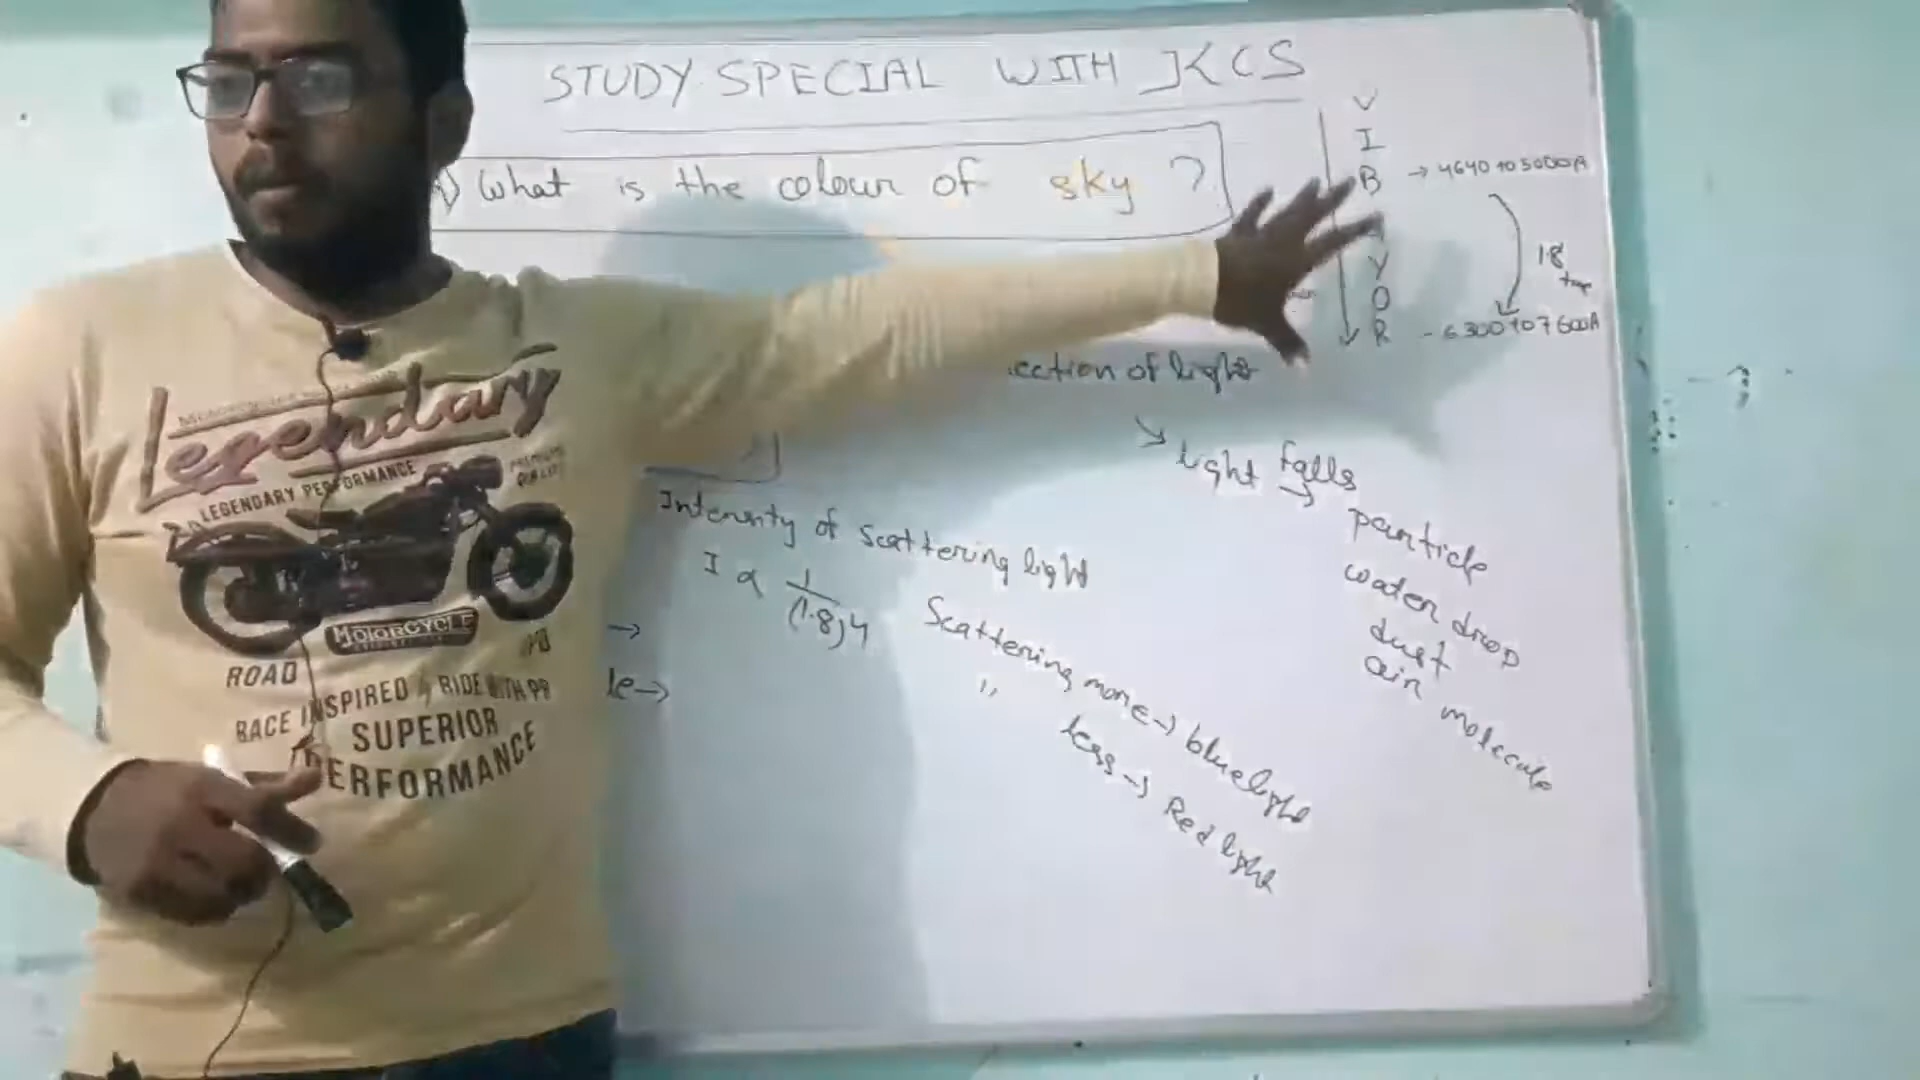 STUDY SPECIAL WITH JKCS
What is the colour of sky ?
V
I
B → 4640 to 5000A
Y
O
R - 6300 to 7600A
1.8
ection of light
light falls
particle
water drop
dust
air molecule
Intensity of Scattering light
I ∝ 1/(1.8)4
Scattering more → blue light
" less → Red light
→
le →
Legendary
LEGENDARY PERFORMANCE
MOTORCYCLE
ROAD
RACE INSPIRED RIDE WITH PR
SUPERIOR
PERFORMANCE